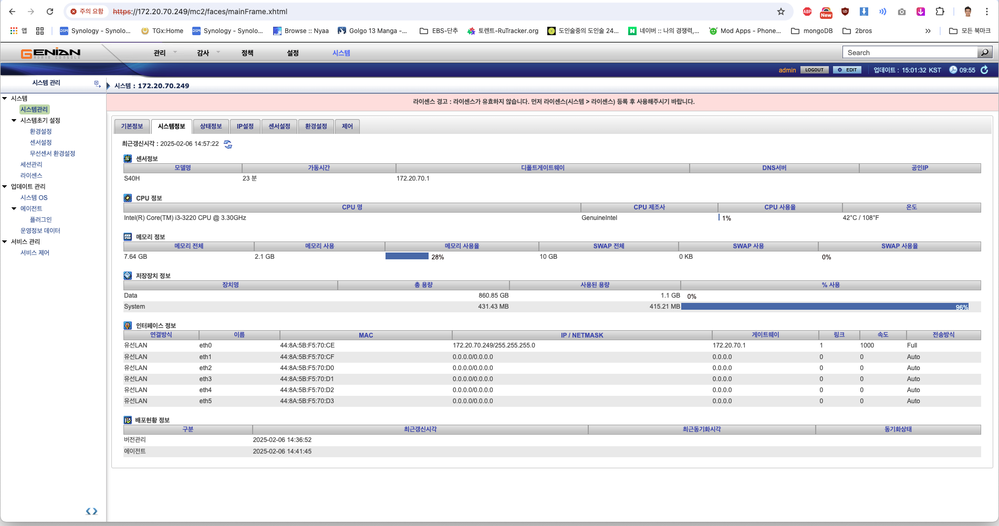 주의 요함 https://172.20.70.249/mc2/faces/mainFrame.xhtml ABP New
앱 DSM Synology - Synolo... TGx:Home DSM Synology - Synolo... Browse :: Nyaa Golgo 13 Manga -... EBS-단추 토렌트-RuTracker.org 도인술중의 도인술 24... N 네이버 :: 나의 경쟁력,... Mod Apps - Phone... mongoDB 2bros » 모든 북마크
GENIAN 관리 감사 정책 설정 시스템 Search
ADMIN CONSOLE
admin LOGOUT EDIT 업데이트 : 15:01:32 KST 09:55
시스템 관리
시스템 : 172.20.70.249
시스템
시스템관리
시스템초기 설정
환경설정
센서설정
무선센서 환경설정
세션관리
라이센스
업데이트 관리
시스템 OS
에이전트
플러그인
운영정보 데이터
서비스 관리
서비스 제어
라이센스 경고 : 라이센스가 유효하지 않습니다. 먼저 라이센스(시스템 > 라이센스) 등록 후 사용해주시기 바랍니다.
기본정보 시스템정보 상태정보 IP설정 센서설정 환경설정 제어
최근갱신시각 : 2025-02-06 14:57:22
센서정보
모델명 가동시간 디폴트게이트웨이 DNS서버 공인IP
S40H 23 분 172.20.70.1
CPU 정보
CPU 명 CPU 제조사 CPU 사용율 온도
Intel(R) Core(TM) i3-3220 CPU @ 3.30GHz GenuineIntel 1% 42°C / 108°F
메모리 정보
메모리 전체 메모리 사용 메모리 사용율 SWAP 전체 SWAP 사용 SWAP 사용율
7.64 GB 2.1 GB 28% 10 GB 0 KB 0%
저장장치 정보
장치명 총 용량 사용된 용량 % 사용
Data 860.85 GB 1.1 GB 0%
System 431.43 MB 415.21 MB 96%
인터페이스 정보
연결방식 이름 MAC IP / NETMASK 게이트웨이 링크 속도 전송방식
유선LAN eth0 44:8A:5B:F5:70:CE 172.20.70.249/255.255.255.0 172.20.70.1 1 1000 Full
유선LAN eth1 44:8A:5B:F5:70:CF 0.0.0.0/0.0.0.0 0.0.0.0 0 0 Auto
유선LAN eth2 44:8A:5B:F5:70:D0 0.0.0.0/0.0.0.0 0.0.0.0 0 0 Auto
유선LAN eth3 44:8A:5B:F5:70:D1 0.0.0.0/0.0.0.0 0.0.0.0 0 0 Auto
유선LAN eth4 44:8A:5B:F5:70:D2 0.0.0.0/0.0.0.0 0.0.0.0 0 0 Auto
유선LAN eth5 44:8A:5B:F5:70:D3 0.0.0.0/0.0.0.0 0.0.0.0 0 0 Auto
배포현황 정보
구분 최근갱신시각 최근동기화시각 동기화상태
버전관리 2025-02-06 14:36:52
에이전트 2025-02-06 14:41:45